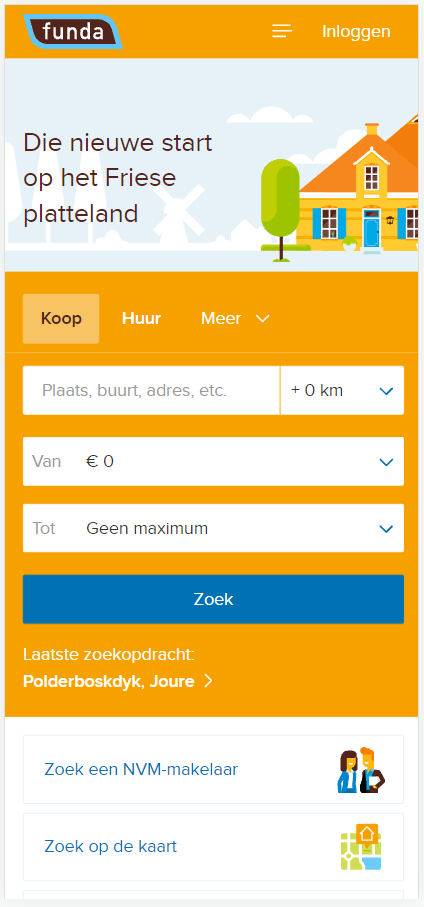 funda
Inloggen
Die nieuwe start
op het Friese
platteland
Koop
Huur
Meer
Plaats, buurt, adres, etc.
+ 0 km
Van
€ 0
Tot
Geen maximum
Zoek
Laatste zoekopdracht:
Polderboskdyk, Joure
Zoek een NVM-makelaar
Zoek op de kaart